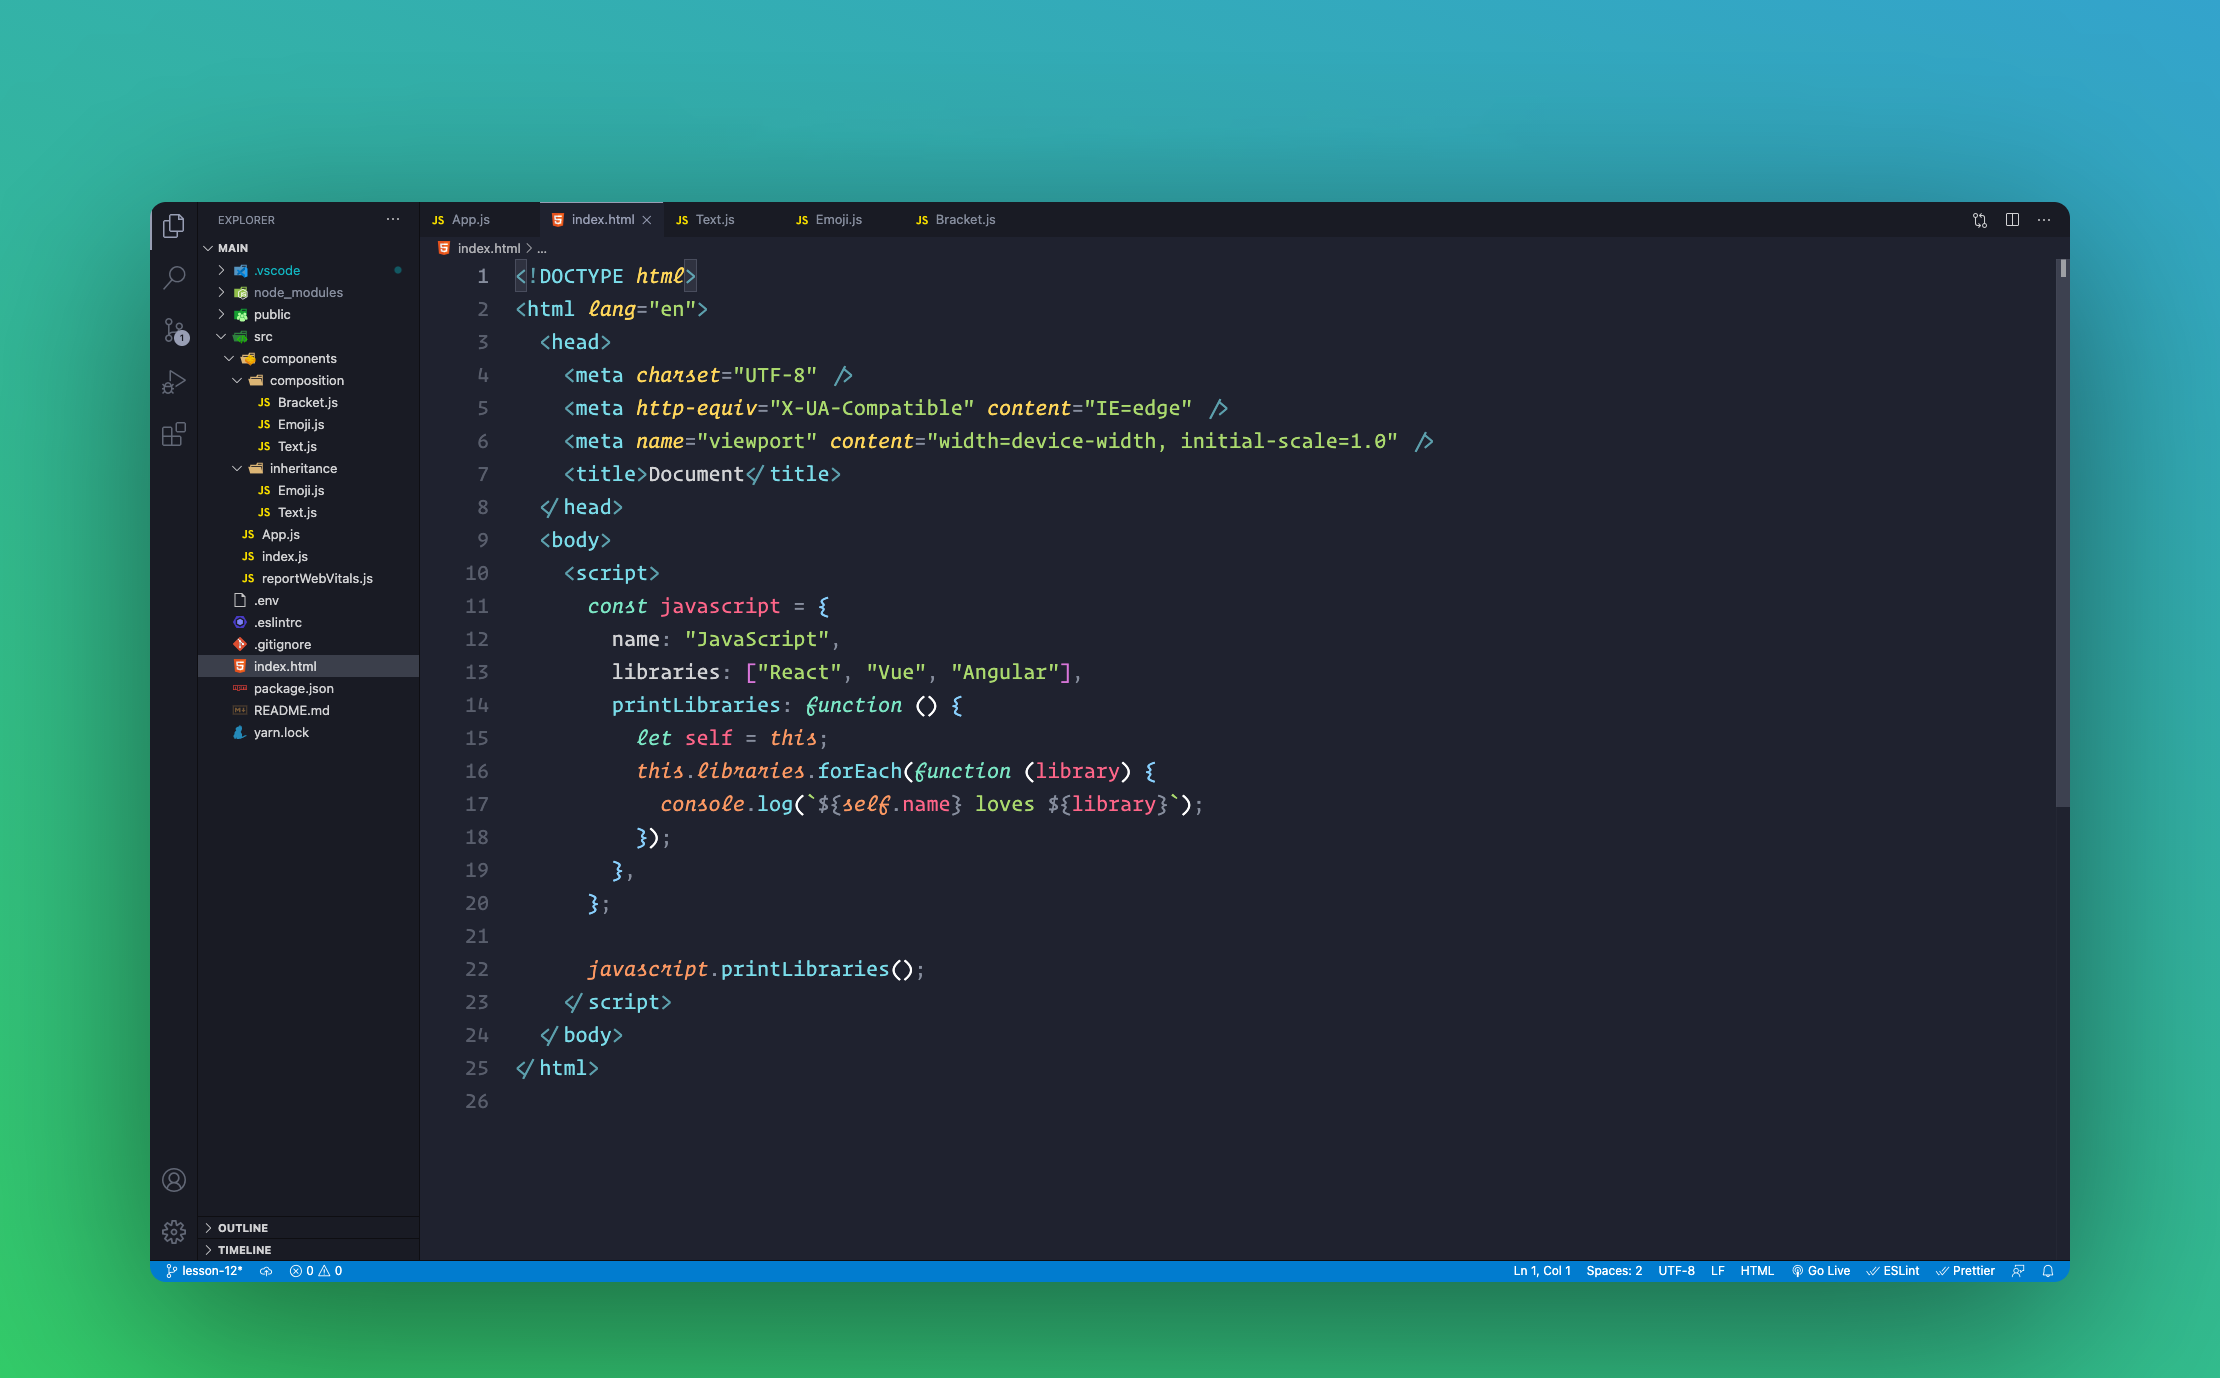 EXPLORER
MAIN
.vscode
node_modules
public
src
components
composition
JS Bracket.js
JS Emoji.js
JS Text.js
inheritance
JS Emoji.js
JS Text.js
JS App.js
JS index.js
JS reportWebVitals.js
.env
.eslintrc
.gitignore
index.html
package.json
README.md
yarn.lock
OUTLINE
TIMELINE
JS App.js
index.html
JS Text.js
JS Emoji.js
JS Bracket.js
index.html > ...
1 <!DOCTYPE html>
2 <html lang="en">
3 <head>
4 <meta charset="UTF-8" />
5 <meta http-equiv="X-UA-Compatible" content="IE=edge" />
6 <meta name="viewport" content="width=device-width, initial-scale=1.0" />
7 <title>Document</title>
8 </head>
9 <body>
10 <script>
11 const javascript = {
12 name: "JavaScript",
13 libraries: ["React", "Vue", "Angular"],
14 printLibraries: function () {
15 let self = this;
16 this.libraries.forEach(function (library) {
17 console.log(`${self.name} loves ${library}`);
18 });
19 },
20 };
21
22 javascript.printLibraries();
23 </script>
24 </body>
25 </html>
26
1
lesson-12* 0 0
Ln 1, Col 1 Spaces: 2 UTF-8 LF HTML Go Live ESLint Prettier